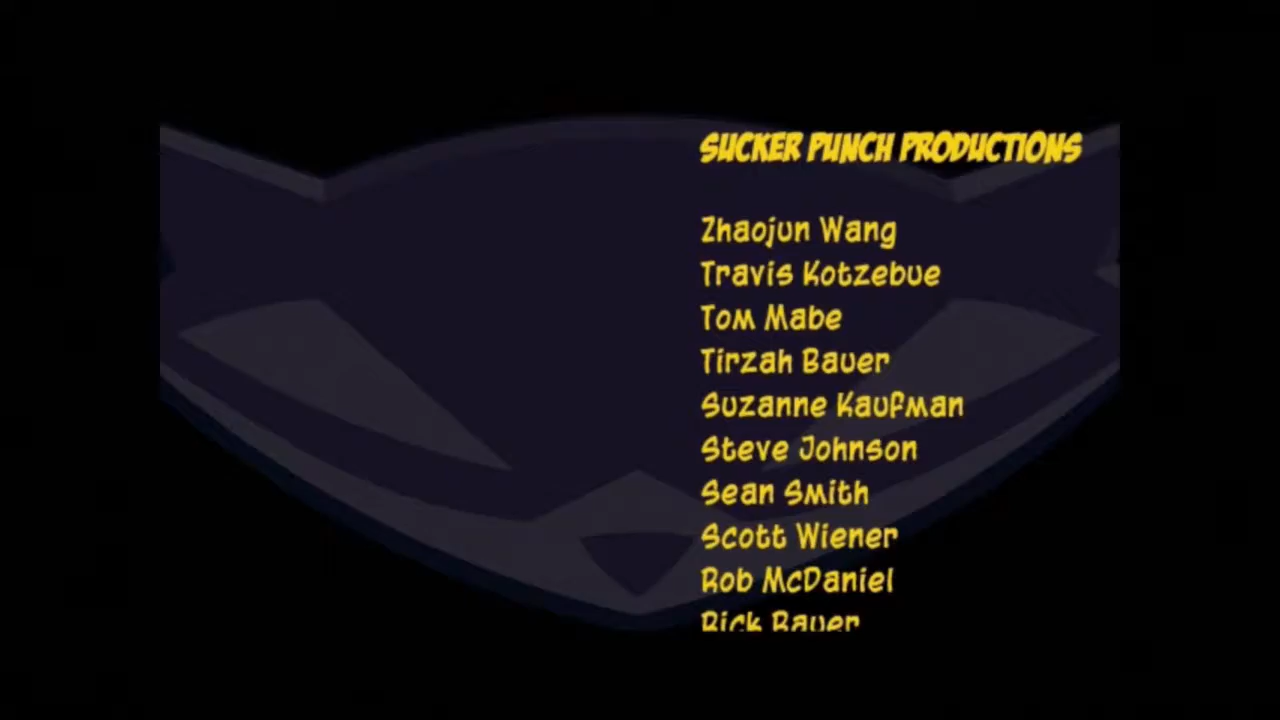 SUCKER PUNCH PRODUCTIONS
Zhaojun Wang
Travis Kotzebue
Tom Mabe
Tirzah Bauer
Suzanne Kaufman
Steve Johnson
Sean Smith
Scott Wiener
Rob McDaniel
Rick Bauer